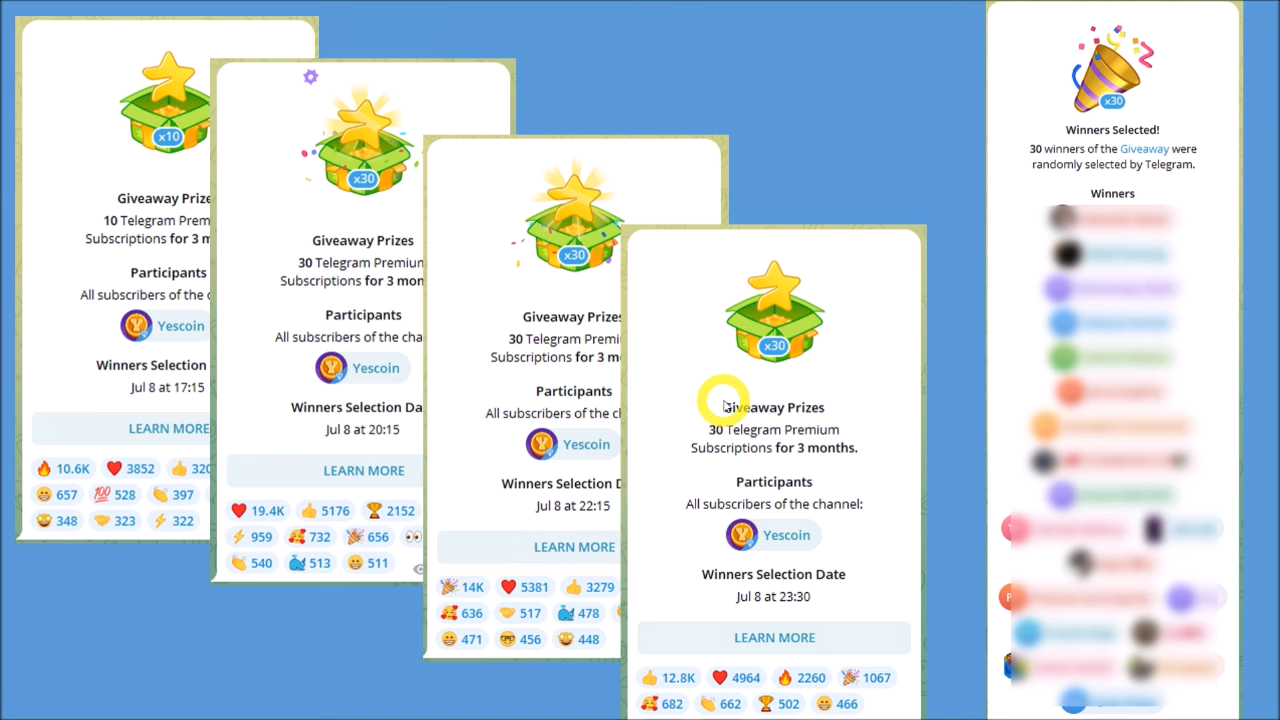 x10
Giveaway Prize
10 Telegram Prem
Subscriptions for 3 m
Participants
All subscribers of the c
Yescoin
Winners Selection
Jul 8 at 17:15
LEARN MORE
🔥 10.6K ❤️ 3852 👍 320
😁 657 💯 528 👏 397
🤩 348 🤝 323 ⚡ 322
x30
Giveaway Prizes
30 Telegram Premium
Subscriptions for 3 mon
Participants
All subscribers of the cha
Yescoin
Winners Selection Da
Jul 8 at 20:15
LEARN MORE
❤️ 19.4K 👍 5176 🏆 2152
⚡ 959 🥰 732 🎉 656 👀
👏 540 🐳 513 😁 511
x30
Giveaway Prizes
30 Telegram Premi
Subscriptions for 3 m
Participants
All subscribers of the ch
Yescoin
Winners Selection D
Jul 8 at 22:15
LEARN MORE
🎉 14K ❤️ 5381 👍 3279
🥰 636 🤝 517 🐳 478
😁 471 🤓 456 🤩 448
x30
Giveaway Prizes
30 Telegram Premium
Subscriptions for 3 months.
Participants
All subscribers of the channel:
Yescoin
Winners Selection Date
Jul 8 at 23:30
LEARN MORE
👍 12.8K ❤️ 4964 🔥 2260 🎉 1067
🥰 682 👏 662 🏆 502 😁 466
x30
Winners Selected!
30 winners of the Giveaway were
randomly selected by Telegram.
Winners